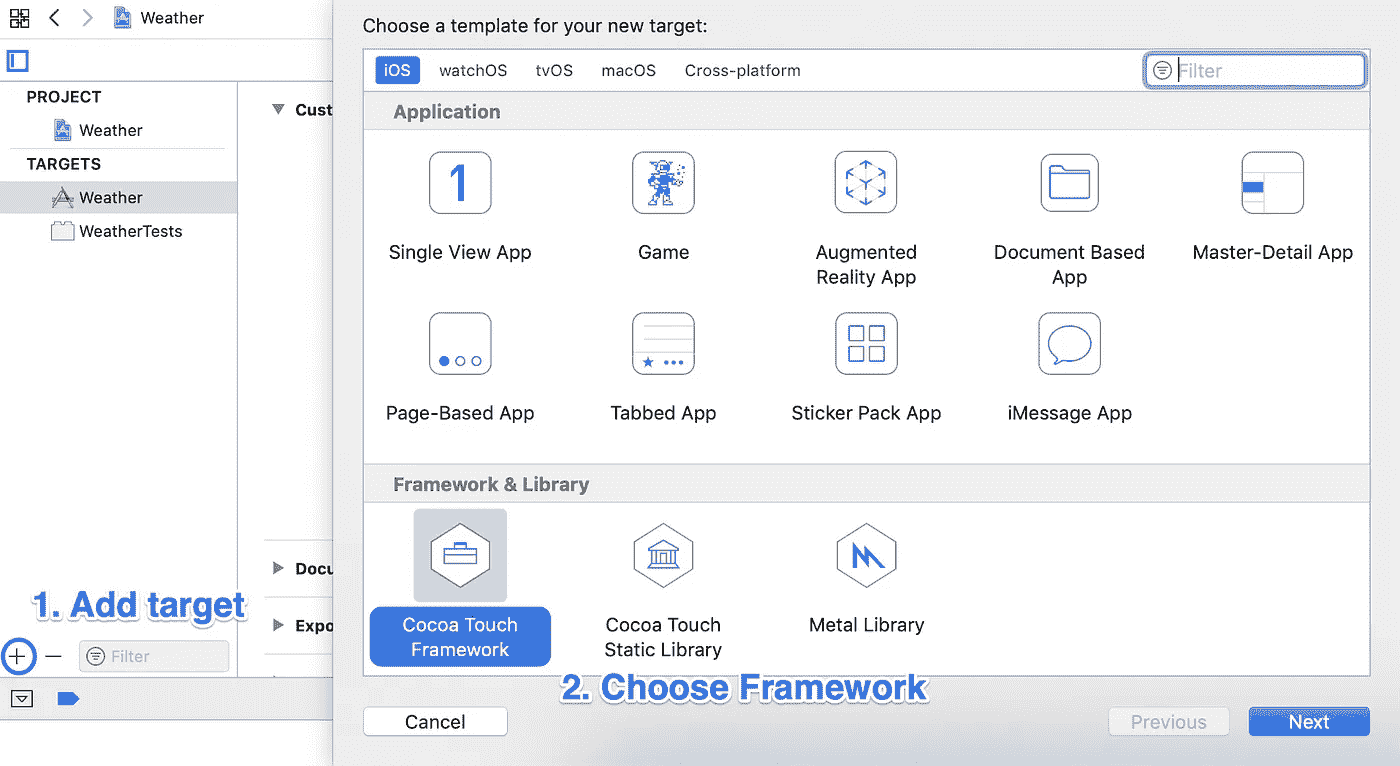 Weather
PROJECT
Weather
TARGETS
Weather
WeatherTests
Cust
Docu
Expo
1. Add target
Filter
Choose a template for your new target:
iOS
watchOS
tvOS
macOS
Cross-platform
Filter
Application
1
Single View App
Game
Augmented
Reality App
Document Based
App
Master-Detail App
Page-Based App
Tabbed App
Sticker Pack App
iMessage App
Framework & Library
Cocoa Touch
Framework
Cocoa Touch
Static Library
Metal Library
2. Choose Framework
Cancel
Previous
Next